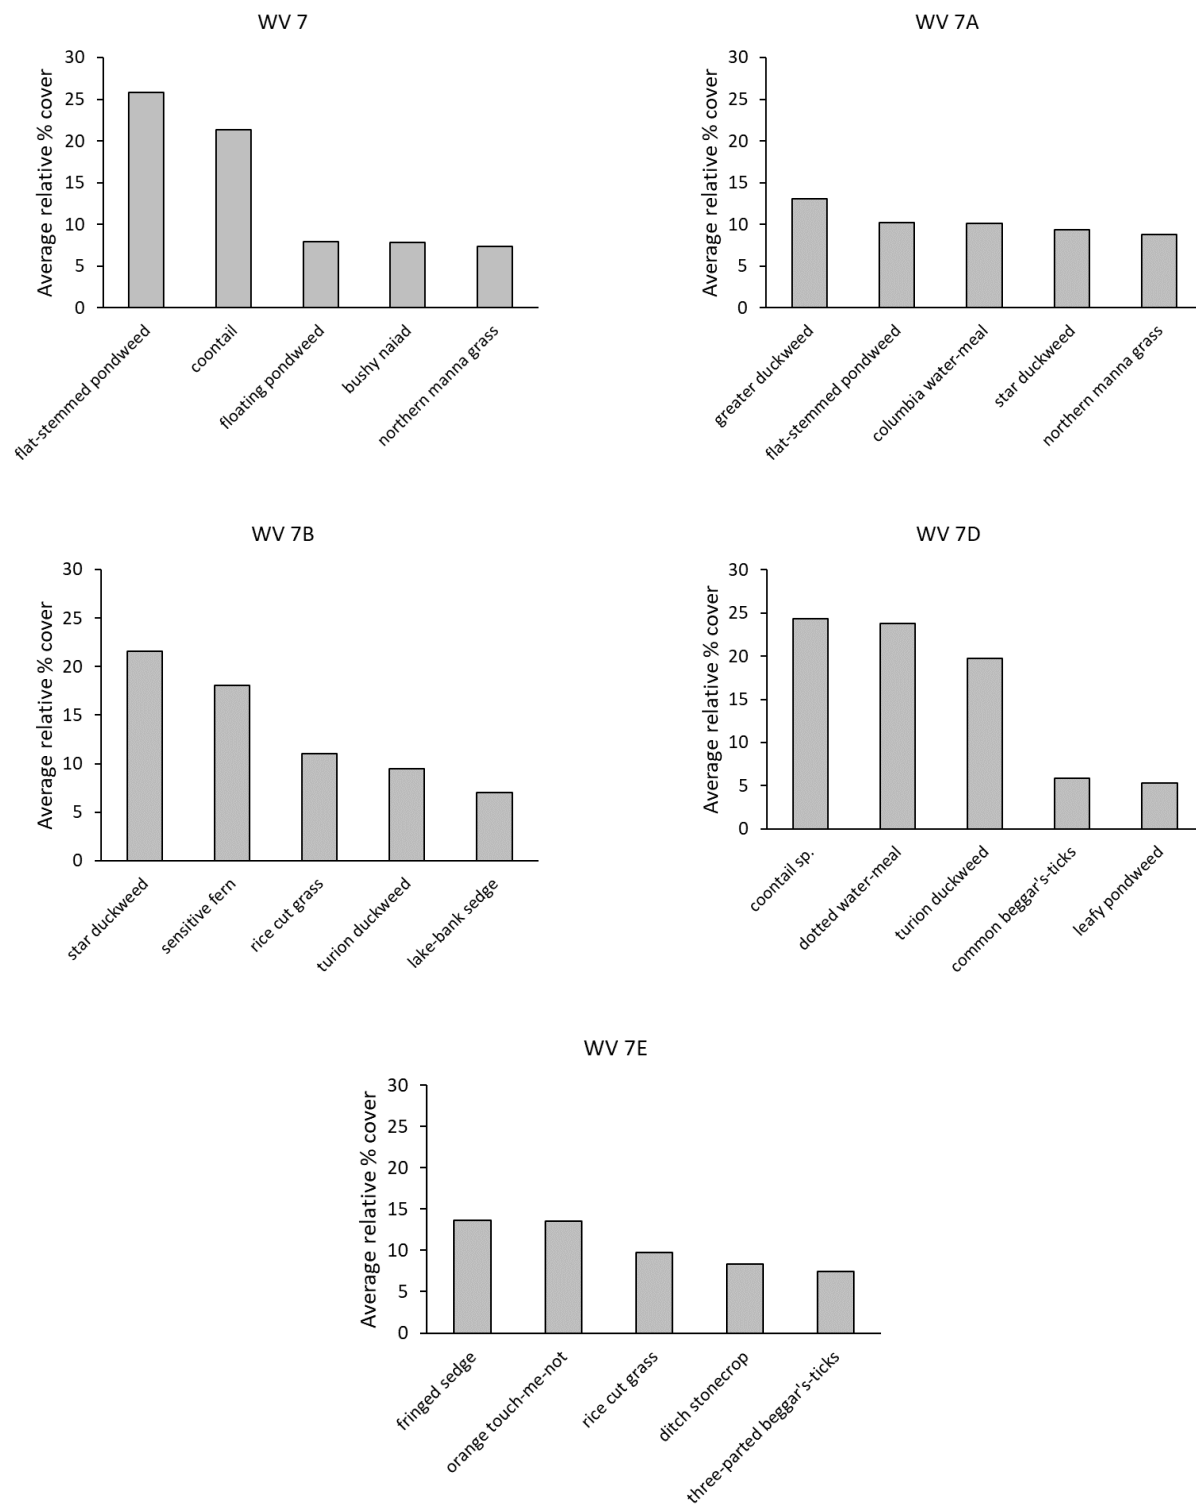 WV 7
Average relative % cover
30
25
20
15
10
5
0
flat-stemmed pondweed
coontail
floating pondweed
bushy naiad
northern manna grass
WV 7A
Average relative % cover
30
25
20
15
10
5
0
greater duckweed
flat-stemmed pondweed
columbia water-meal
star duckweed
northern manna grass
WV 7B
Average relative % cover
30
25
20
15
10
5
0
star duckweed
sensitive fern
rice cut grass
turion duckweed
lake-bank sedge
WV 7D
Average relative % cover
30
25
20
15
10
5
0
coontail sp.
dotted water-meal
turion duckweed
common beggar's-ticks
leafy pondweed
WV 7E
Average relative % cover
30
25
20
15
10
5
0
fringed sedge
orange touch-me-not
rice cut grass
ditch stonecrop
three-parted beggar's-ticks